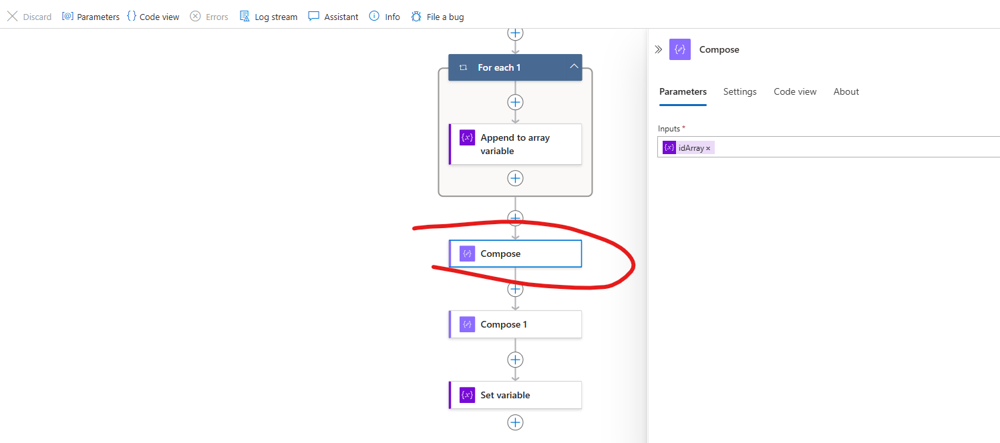 Discard Parameters Code view Errors Log stream Assistant Info File a bug
For each 1
Append to array
variable
Compose
Compose 1
Set variable
Compose
Parameters Settings Code view About
Inputs *
idArray ×